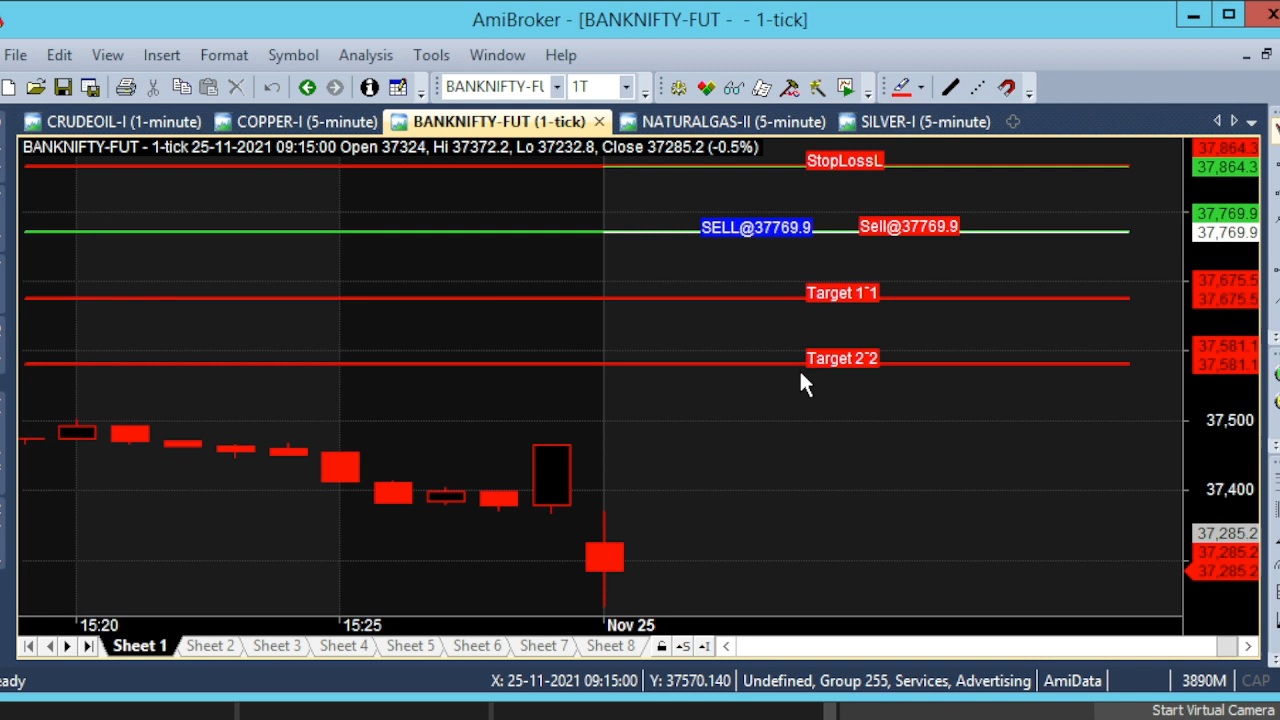 AmiBroker - [BANKNIFTY-FUT - - 1-tick]
File Edit View Insert Format Symbol Analysis Tools Window Help
BANKNIFTY-FU 1T
CRUDEOIL-I (1-minute) COPPER-I (5-minute) BANKNIFTY-FUT (1-tick) NATURALGAS-II (5-minute) SILVER-I (5-minute)
BANKNIFTY-FUT - 1-tick 25-11-2021 09:15:00 Open 37324, Hi 37372.2, Lo 37232.8, Close 37285.2 (-0.5%)
37,864.3
StopLossL
37,864.3
37,769.9
SELL@37769.9 Sell@37769.9
37,769.9
37,675.5
Target 1~1
37,675.5
37,581.1
Target 2~2
37,581.1
37,500
37,400
37,285.2
37,285.2
37,285.2
15:20 15:25 Nov 25
Sheet 1 Sheet 2 Sheet 3 Sheet 4 Sheet 5 Sheet 6 Sheet 7 Sheet 8
eady X: 25-11-2021 09:15:00 Y: 37570.140 Undefined, Group 255, Services, Advertising AmiData 3890M CAP
Start Virtual Camera